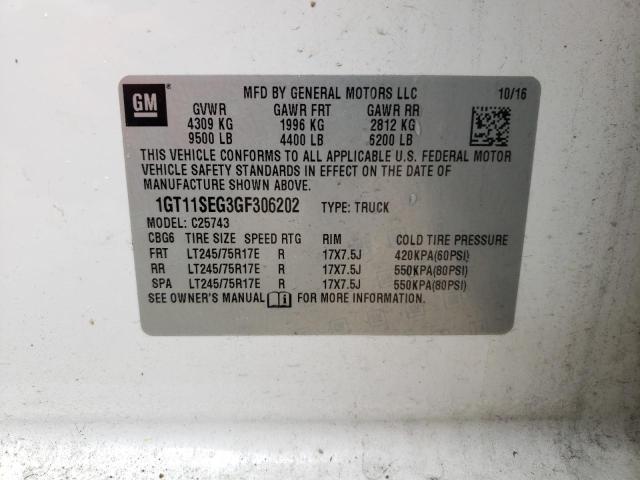 GM
MFD BY GENERAL MOTORS LLC 10/16
GVWR GAWR FRT GAWR RR
4309 KG 1996 KG 2812 KG
9500 LB 4400 LB 6200 LB
THIS VEHICLE CONFORMS TO ALL APPLICABLE U.S. FEDERAL MOTOR
VEHICLE SAFETY STANDARDS IN EFFECT ON THE DATE OF
MANUFACTURE SHOWN ABOVE.
1GT11SEG3GF306202 TYPE: TRUCK
MODEL: C25743
CBG6 TIRE SIZE SPEED RTG RIM COLD TIRE PRESSURE
FRT LT245/75R17E R 17X7.5J 420KPA(60PSI)
RR LT245/75R17E R 17X7.5J 550KPA(80PSI)
SPA LT245/75R17E R 17X7.5J 550KPA(80PSI)
SEE OWNER'S MANUAL FOR MORE INFORMATION.